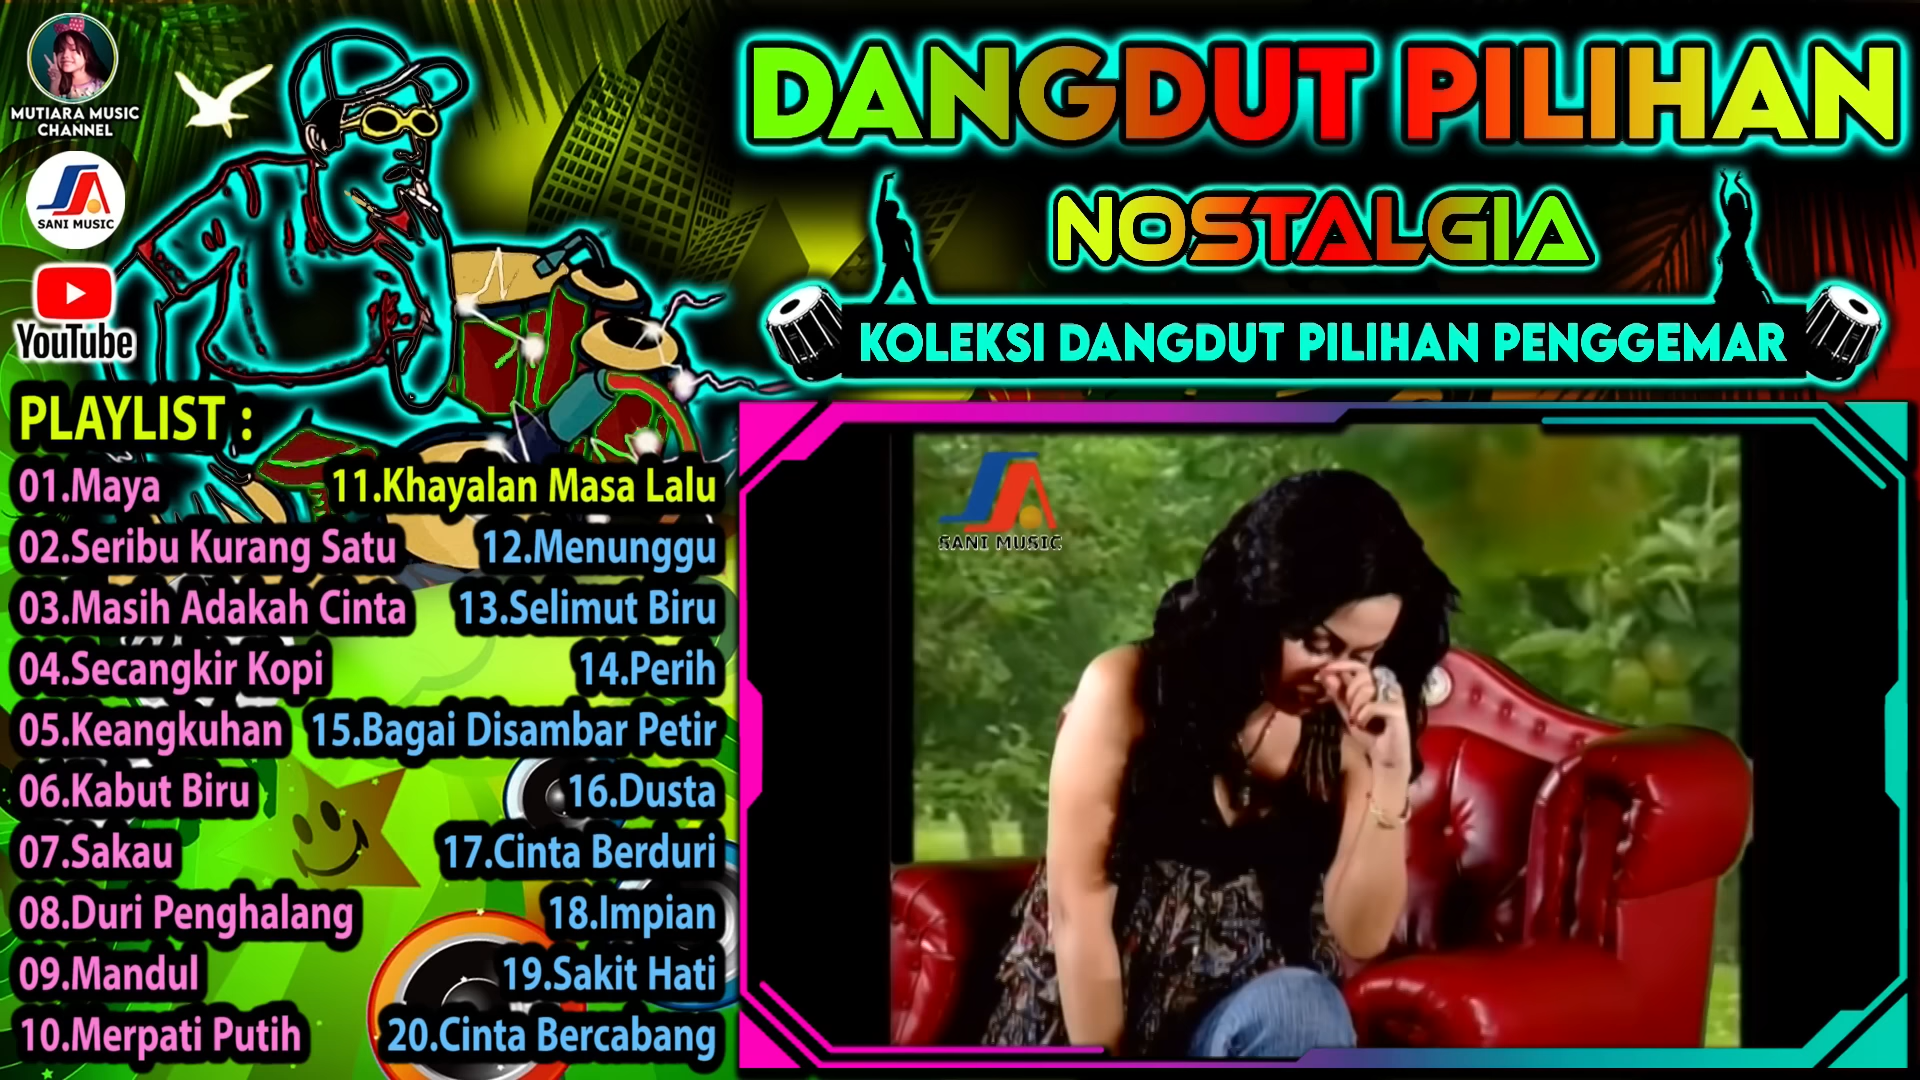 MUTIARA MUSIC
CHANNEL
SANI MUSIC
YouTube
DANGDUT PILIHAN
NOSTALGIA
KOLEKSI DANGDUT PILIHAN PENGGEMAR
PLAYLIST :
01.Maya
02.Seribu Kurang Satu
03.Masih Adakah Cinta
04.Secangkir Kopi
05.Keangkuhan
06.Kabut Biru
07.Sakau
08.Duri Penghalang
09.Mandul
10.Merpati Putih
11.Khayalan Masa Lalu
12.Menunggu
13.Selimut Biru
14.Perih
15.Bagai Disambar Petir
16.Dusta
17.Cinta Berduri
18.Impian
19.Sakit Hati
20.Cinta Bercabang
SANI MUSIC